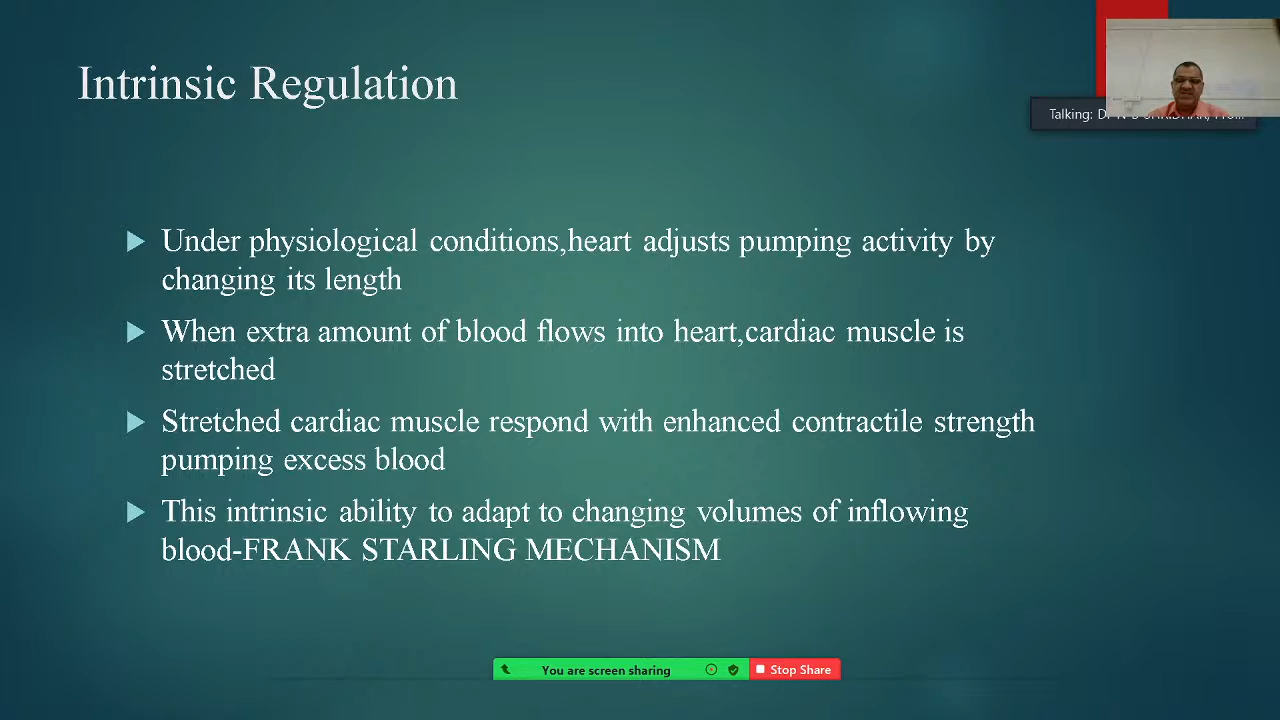 Intrinsic Regulation
Talking:
Under physiological conditions,heart adjusts pumping activity by
changing its length
When extra amount of blood flows into heart,cardiac muscle is
stretched
Stretched cardiac muscle respond with enhanced contractile strength
pumping excess blood
This intrinsic ability to adapt to changing volumes of inflowing
blood-FRANK STARLING MECHANISM
You are screen sharing
Stop Share